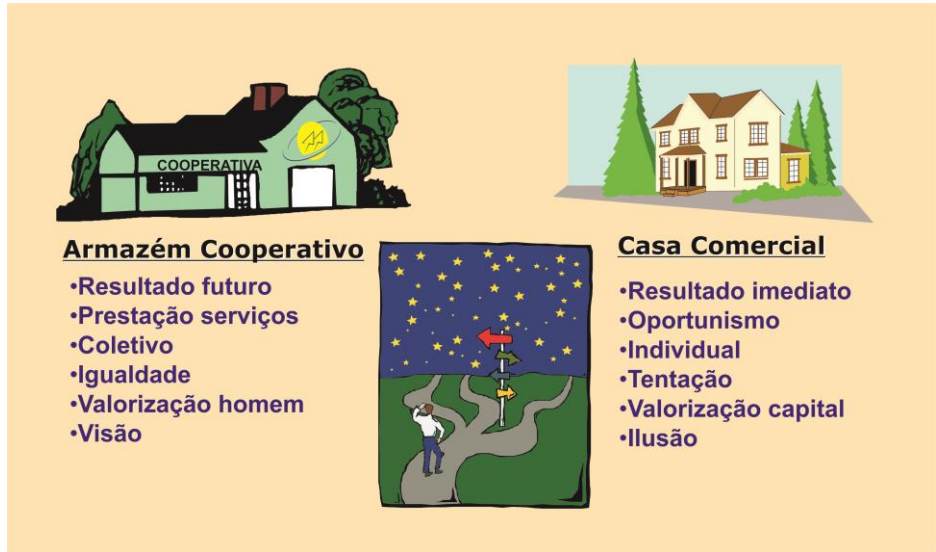 COOPERATIVA
Armazém Cooperativo
•Resultado futuro
•Prestação serviços
•Coletivo
•Igualdade
•Valorização homem
•Visão
Casa Comercial
•Resultado imediato
•Oportunismo
•Individual
•Tentação
•Valorização capital
•Ilusão